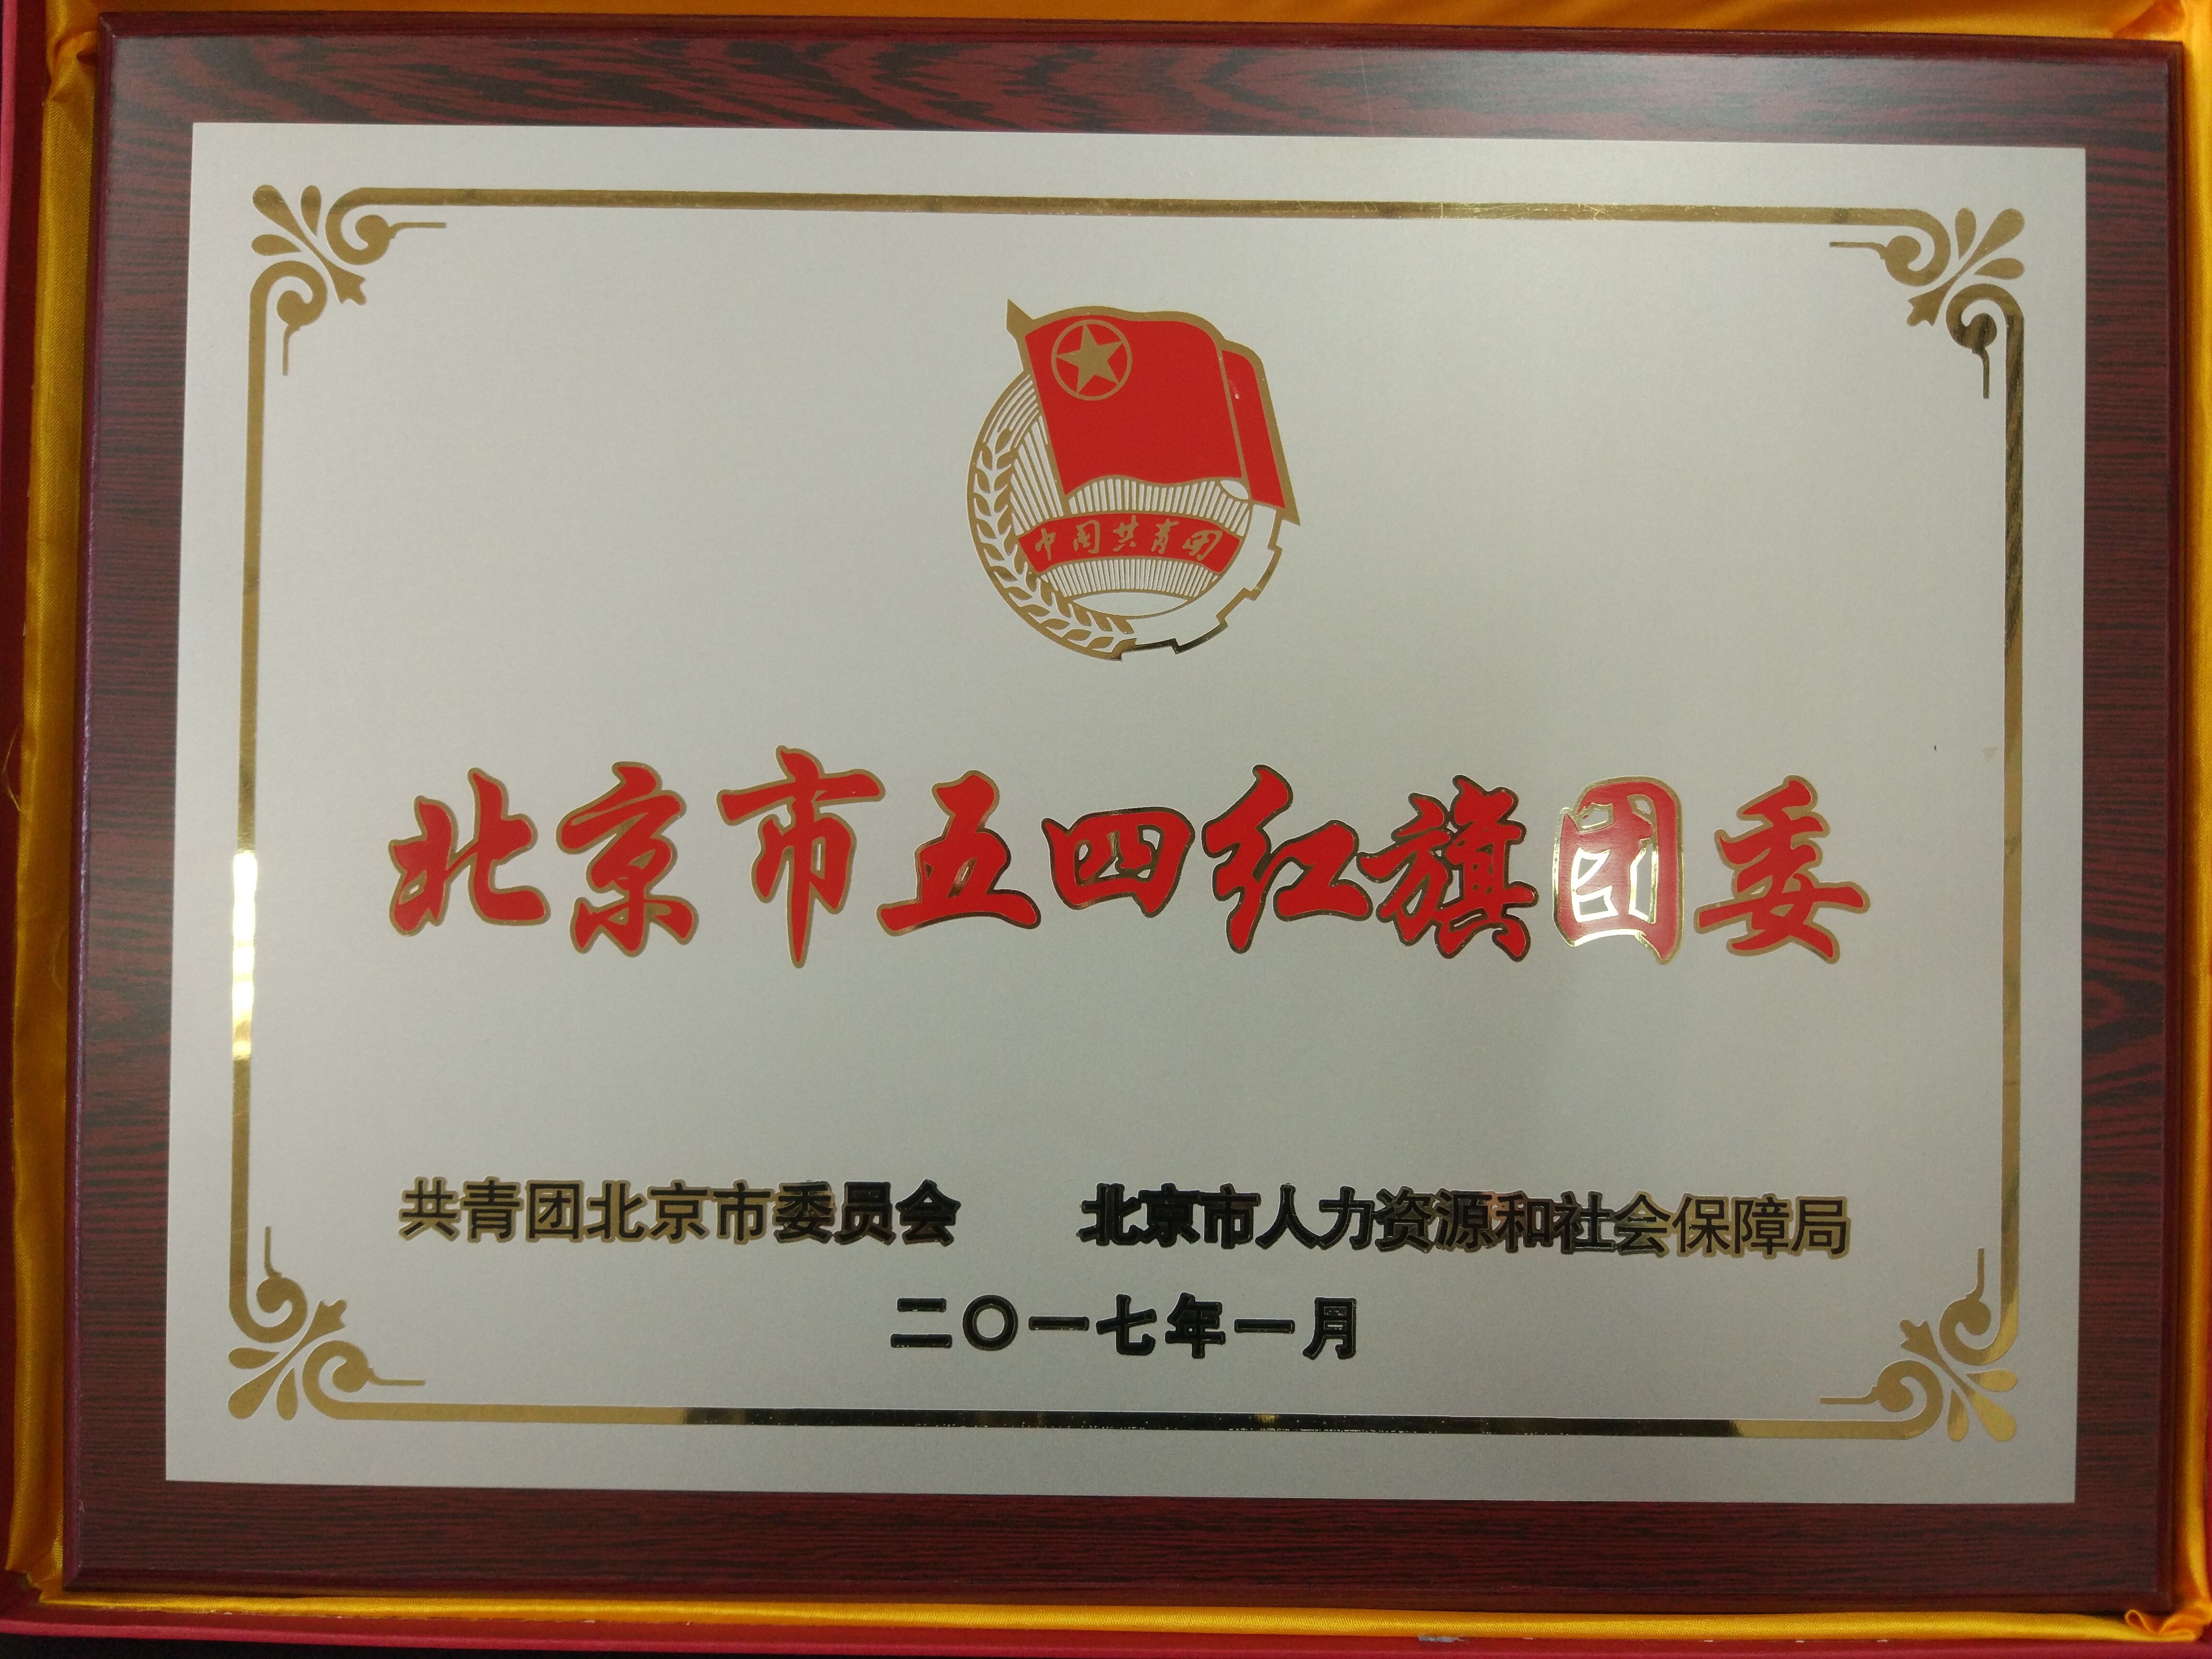 中国共青团
北京市五四红旗团委
共青团北京市委员会 北京市人力资源和社会保障局
二〇一七年一月